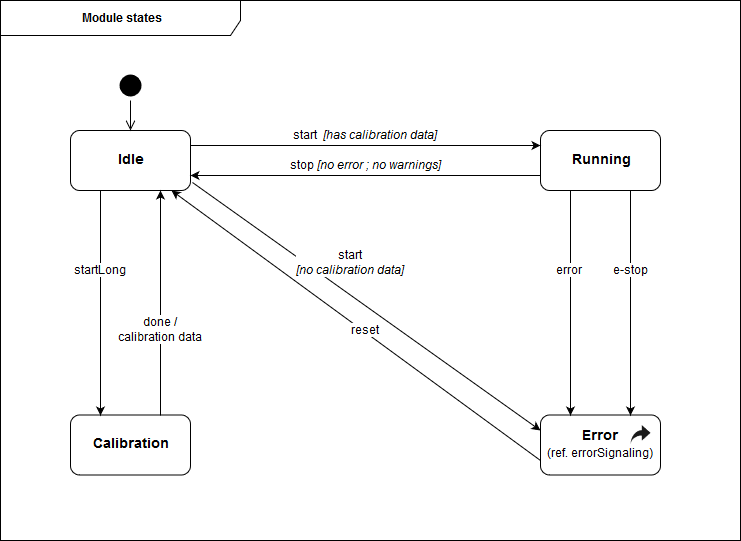 Module states
Idle
start [has calibration data]
stop [no error ; no warnings]
Running
startLong
start
[no calibration data]
error
e-stop
done /
calibration data
reset
Calibration
Error
(ref. errorSignaling)